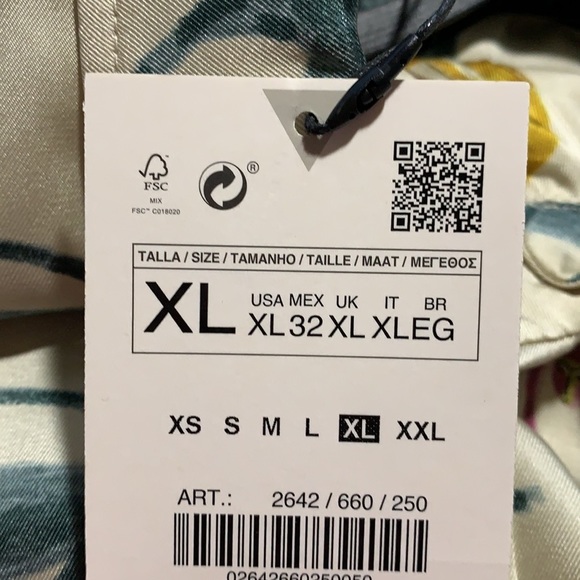 FSC
MIX
FSC™ C018020
®
TALLA / SIZE / TAMANHO / TAILLE / MAAT / ΜΕΓΕΘΟΣ
XL
USA MEX UK IT BR
XL 32 XL XL EG
XS S M L XL XXL
ART.: 2642 / 660 / 250
02642660250050